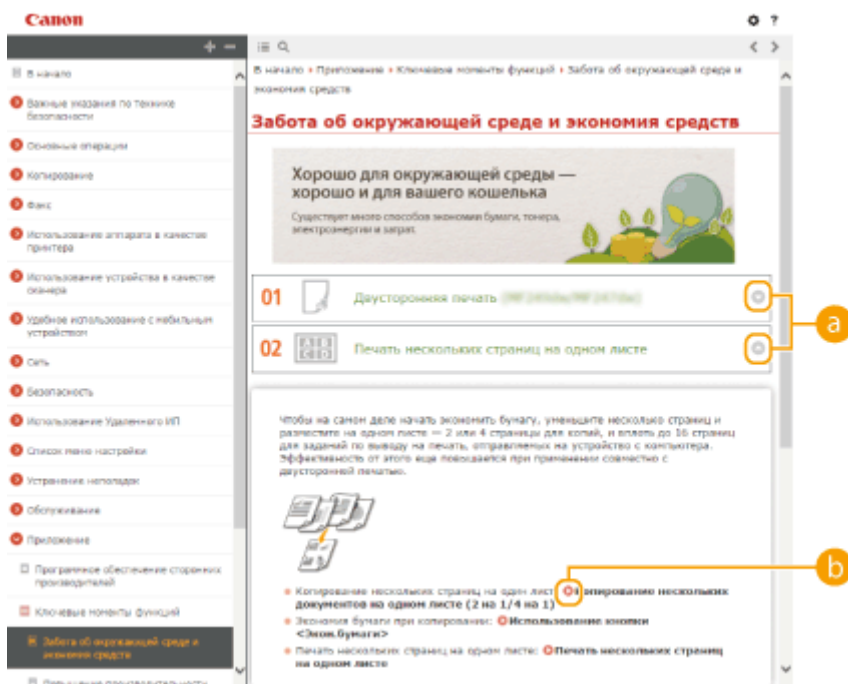 Canon
?
В начало › Приложение › Ключевые моменты функций › Забота об окружающей среде и
экономия средств
В начало
Важные указания по технике
безопасности
Основные операции
Копирование
Факс
Использование аппарата в качестве
принтера
Использование устройства в качестве
сканера
Удобное использование с мобильным
устройством
Сеть
Безопасность
Использование Удаленного ИП
Список меню настройки
Устранение неполадок
Обслуживание
Приложение
Программное обеспечение сторонних
производителей
Ключевые моменты функций
Забота об окружающей среде и
экономия средств
Повышение производительности
Забота об окружающей среде и экономия средств
Хорошо для окружающей среды —
хорошо и для вашего кошелька
Существует много способов экономии бумаги, тонера,
электроэнергии и затрат.
01 Двусторонняя печать
02 ABCD Печать нескольких страниц на одном листе
a
Чтобы на самом деле начать экономить бумагу, уменьшите несколько страниц и
разместите на одном листе — 2 или 4 страницы для копий, и вплоть до 16 страниц
для заданий по выводу на печать, отправляемых на устройство с компьютера.
Эффективность от этого еще повышается при применении совместно с
двусторонней печатью.
b
Копирование нескольких страниц на один лист Копирование нескольких
документов на одном листе (2 на 1/4 на 1)
Экономия бумаги при копировании: Использование кнопки
<Экон.бумаги>
Печать нескольких страниц на одном листе: Печать нескольких страниц
на одном листе